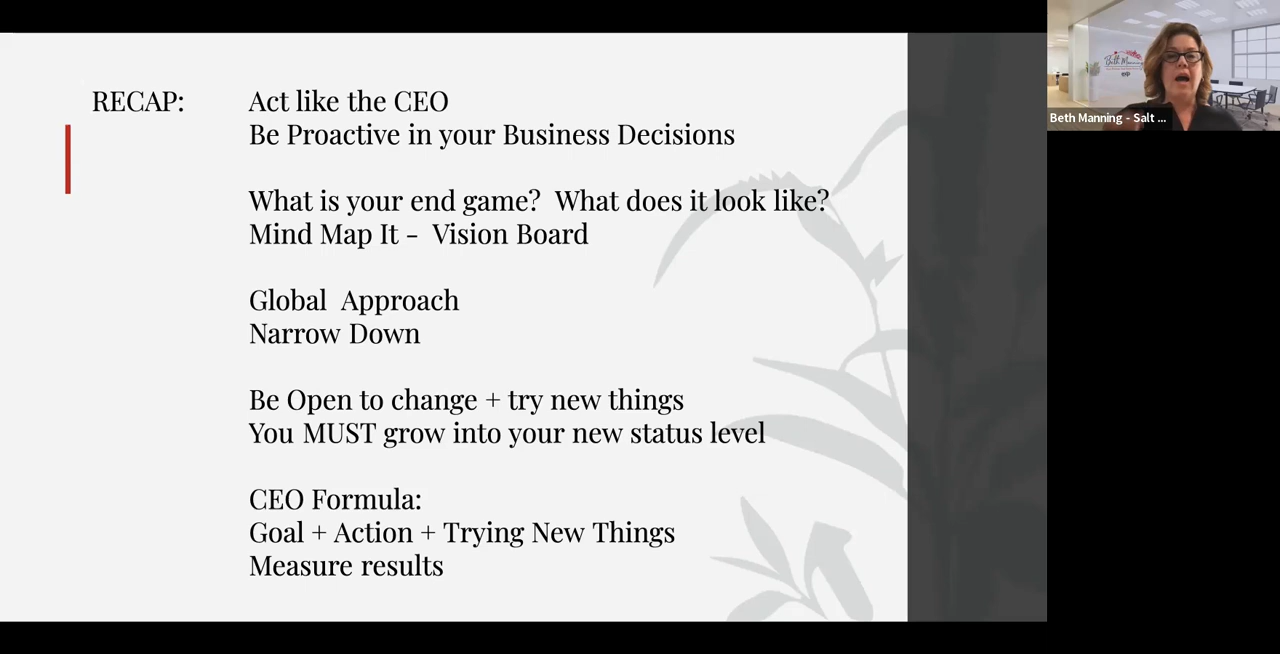 RECAP: Act like the CEO
Be Proactive in your Business Decisions
What is your end game? What does it look like?
Mind Map It - Vision Board
Global Approach
Narrow Down
Be Open to change + try new things
You MUST grow into your new status level
CEO Formula:
Goal + Action + Trying New Things
Measure results
Beth Manning
exp
Beth Manning - Salt ...